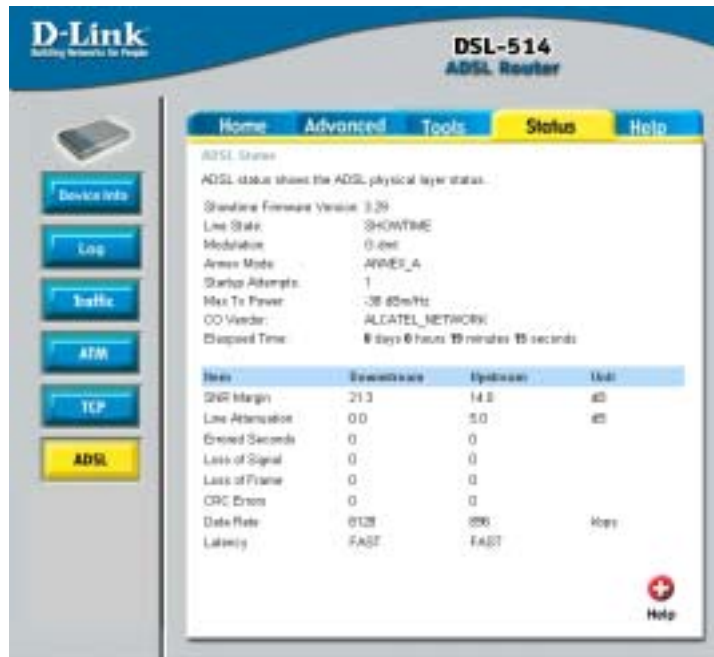 D-Link
Building Networks for People
DSL-514
ADSL Router
Home Advanced Tools Status Help
Device Info
Log
Traffic
ATM
TCP
ADSL
ADSL Status
ADSL status shows the ADSL physical layer status.
Showtime Firmware Version: 3.29
Line State: SHOWTIME
Modulation: G.dmt
Annex Mode: ANNEX_A
Startup Attempts: 1
Max Tx Power: -38 dBm/Hz
CO Vendor: ALCATEL_NETWORK
Elapsed Time: 0 days 0 hours 19 minutes 15 seconds
Item Downstream Upstream Unit
SNR Margin 21.3 14.0 dB
Line Attenuation 0.0 5.0 dB
Errored Seconds 0 0
Loss of Signal 0 0
Loss of Frame 0 0
CRC Errors 0 0
Data Rate 8128 896 kbps
Latency FAST FAST
Help